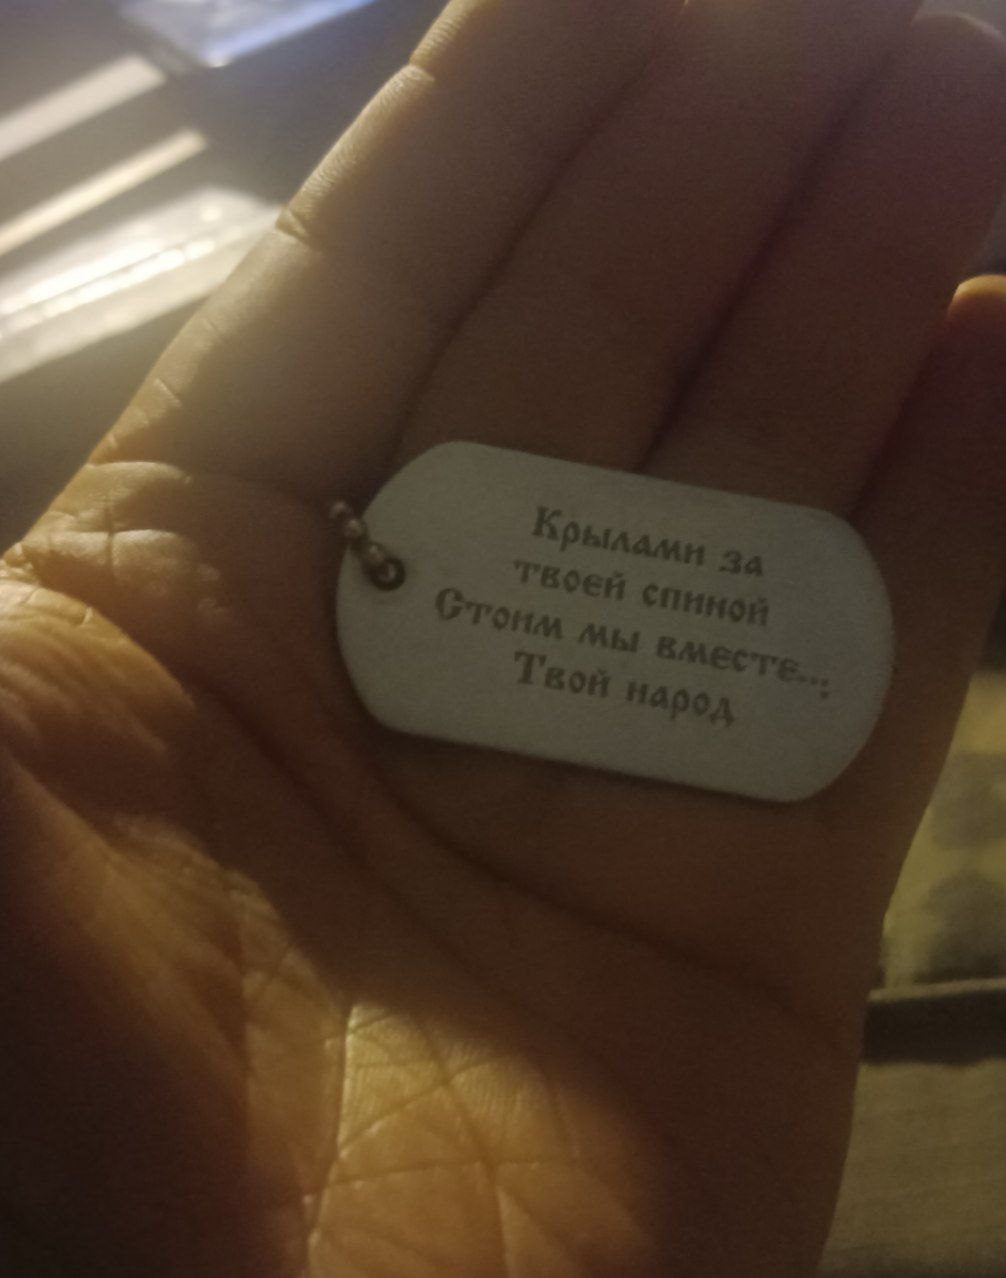 Крылами за
твоей спиной
Стоим мы вместе...
Твой народ